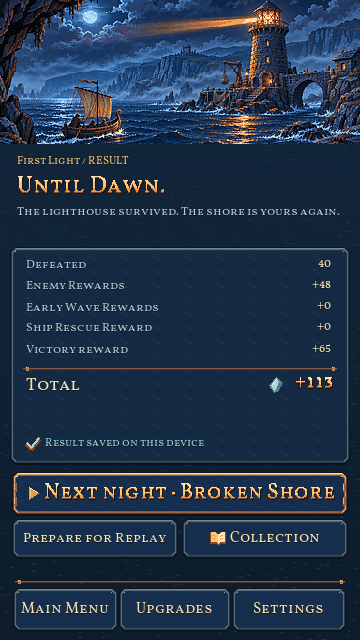 First Light / RESULT
Until Dawn.
The lighthouse survived. The shore is yours again.
Defeated 40
Enemy Rewards +48
Early Wave Rewards +0
Ship Rescue Reward +0
Victory reward +65
Total +113
Result saved on this device
Next night · Broken Shore
Prepare for Replay Collection
Main Menu Upgrades Settings